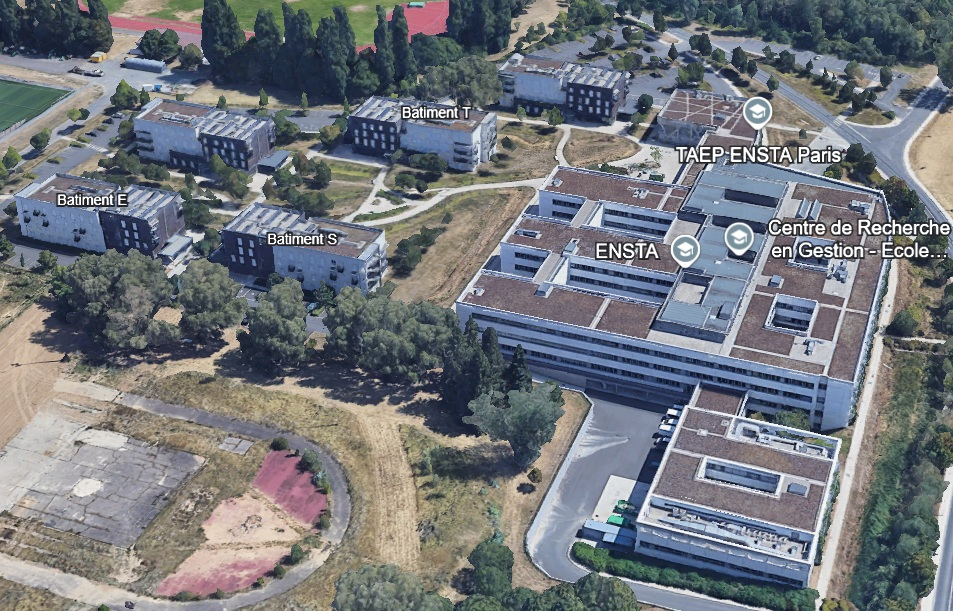 Batiment T
TAEP-ENSTA Paris
Batiment E
Batiment S
ENSTA
Centre de Recherche
en Gestion - Ecole...